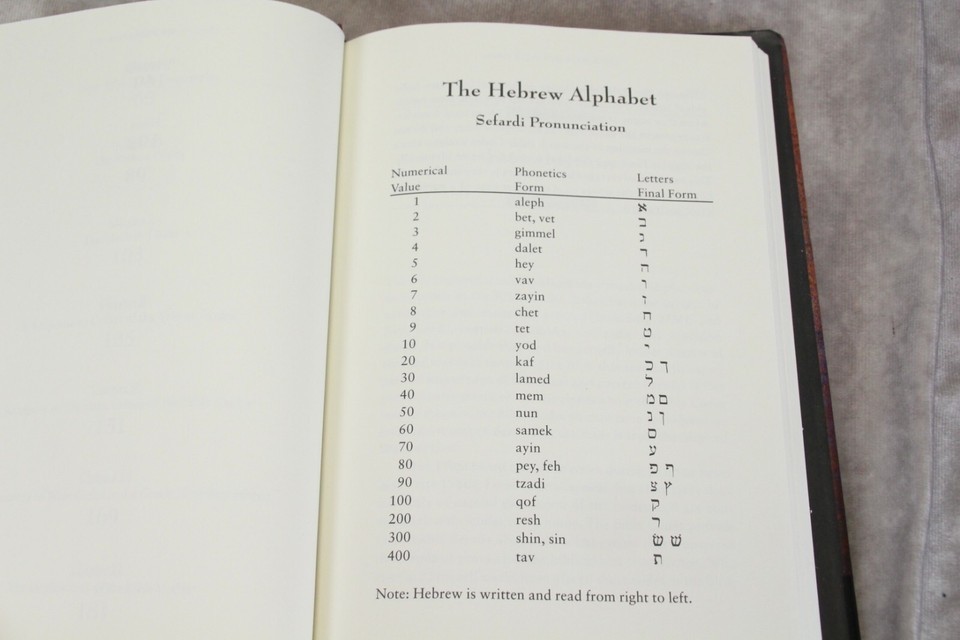 The Hebrew Alphabet
Sefardi Pronunciation
Numerical Phonetics Letters
Value Form Final Form
1 aleph א
2 bet, vet ב
3 gimmel ג
4 dalet ד
5 hey ה
6 vav ו
7 zayin ז
8 chet ח
9 tet ט
10 yod י
20 kaf כ ך
30 lamed ל
40 mem מ ם
50 nun נ ן
60 samek ס
70 ayin ע
80 pey, feh פ ף
90 tzadi צ ץ
100 qof ק
200 resh ר
300 shin, sin שׁ שׂ
400 tav ת
Note: Hebrew is written and read from right to left.